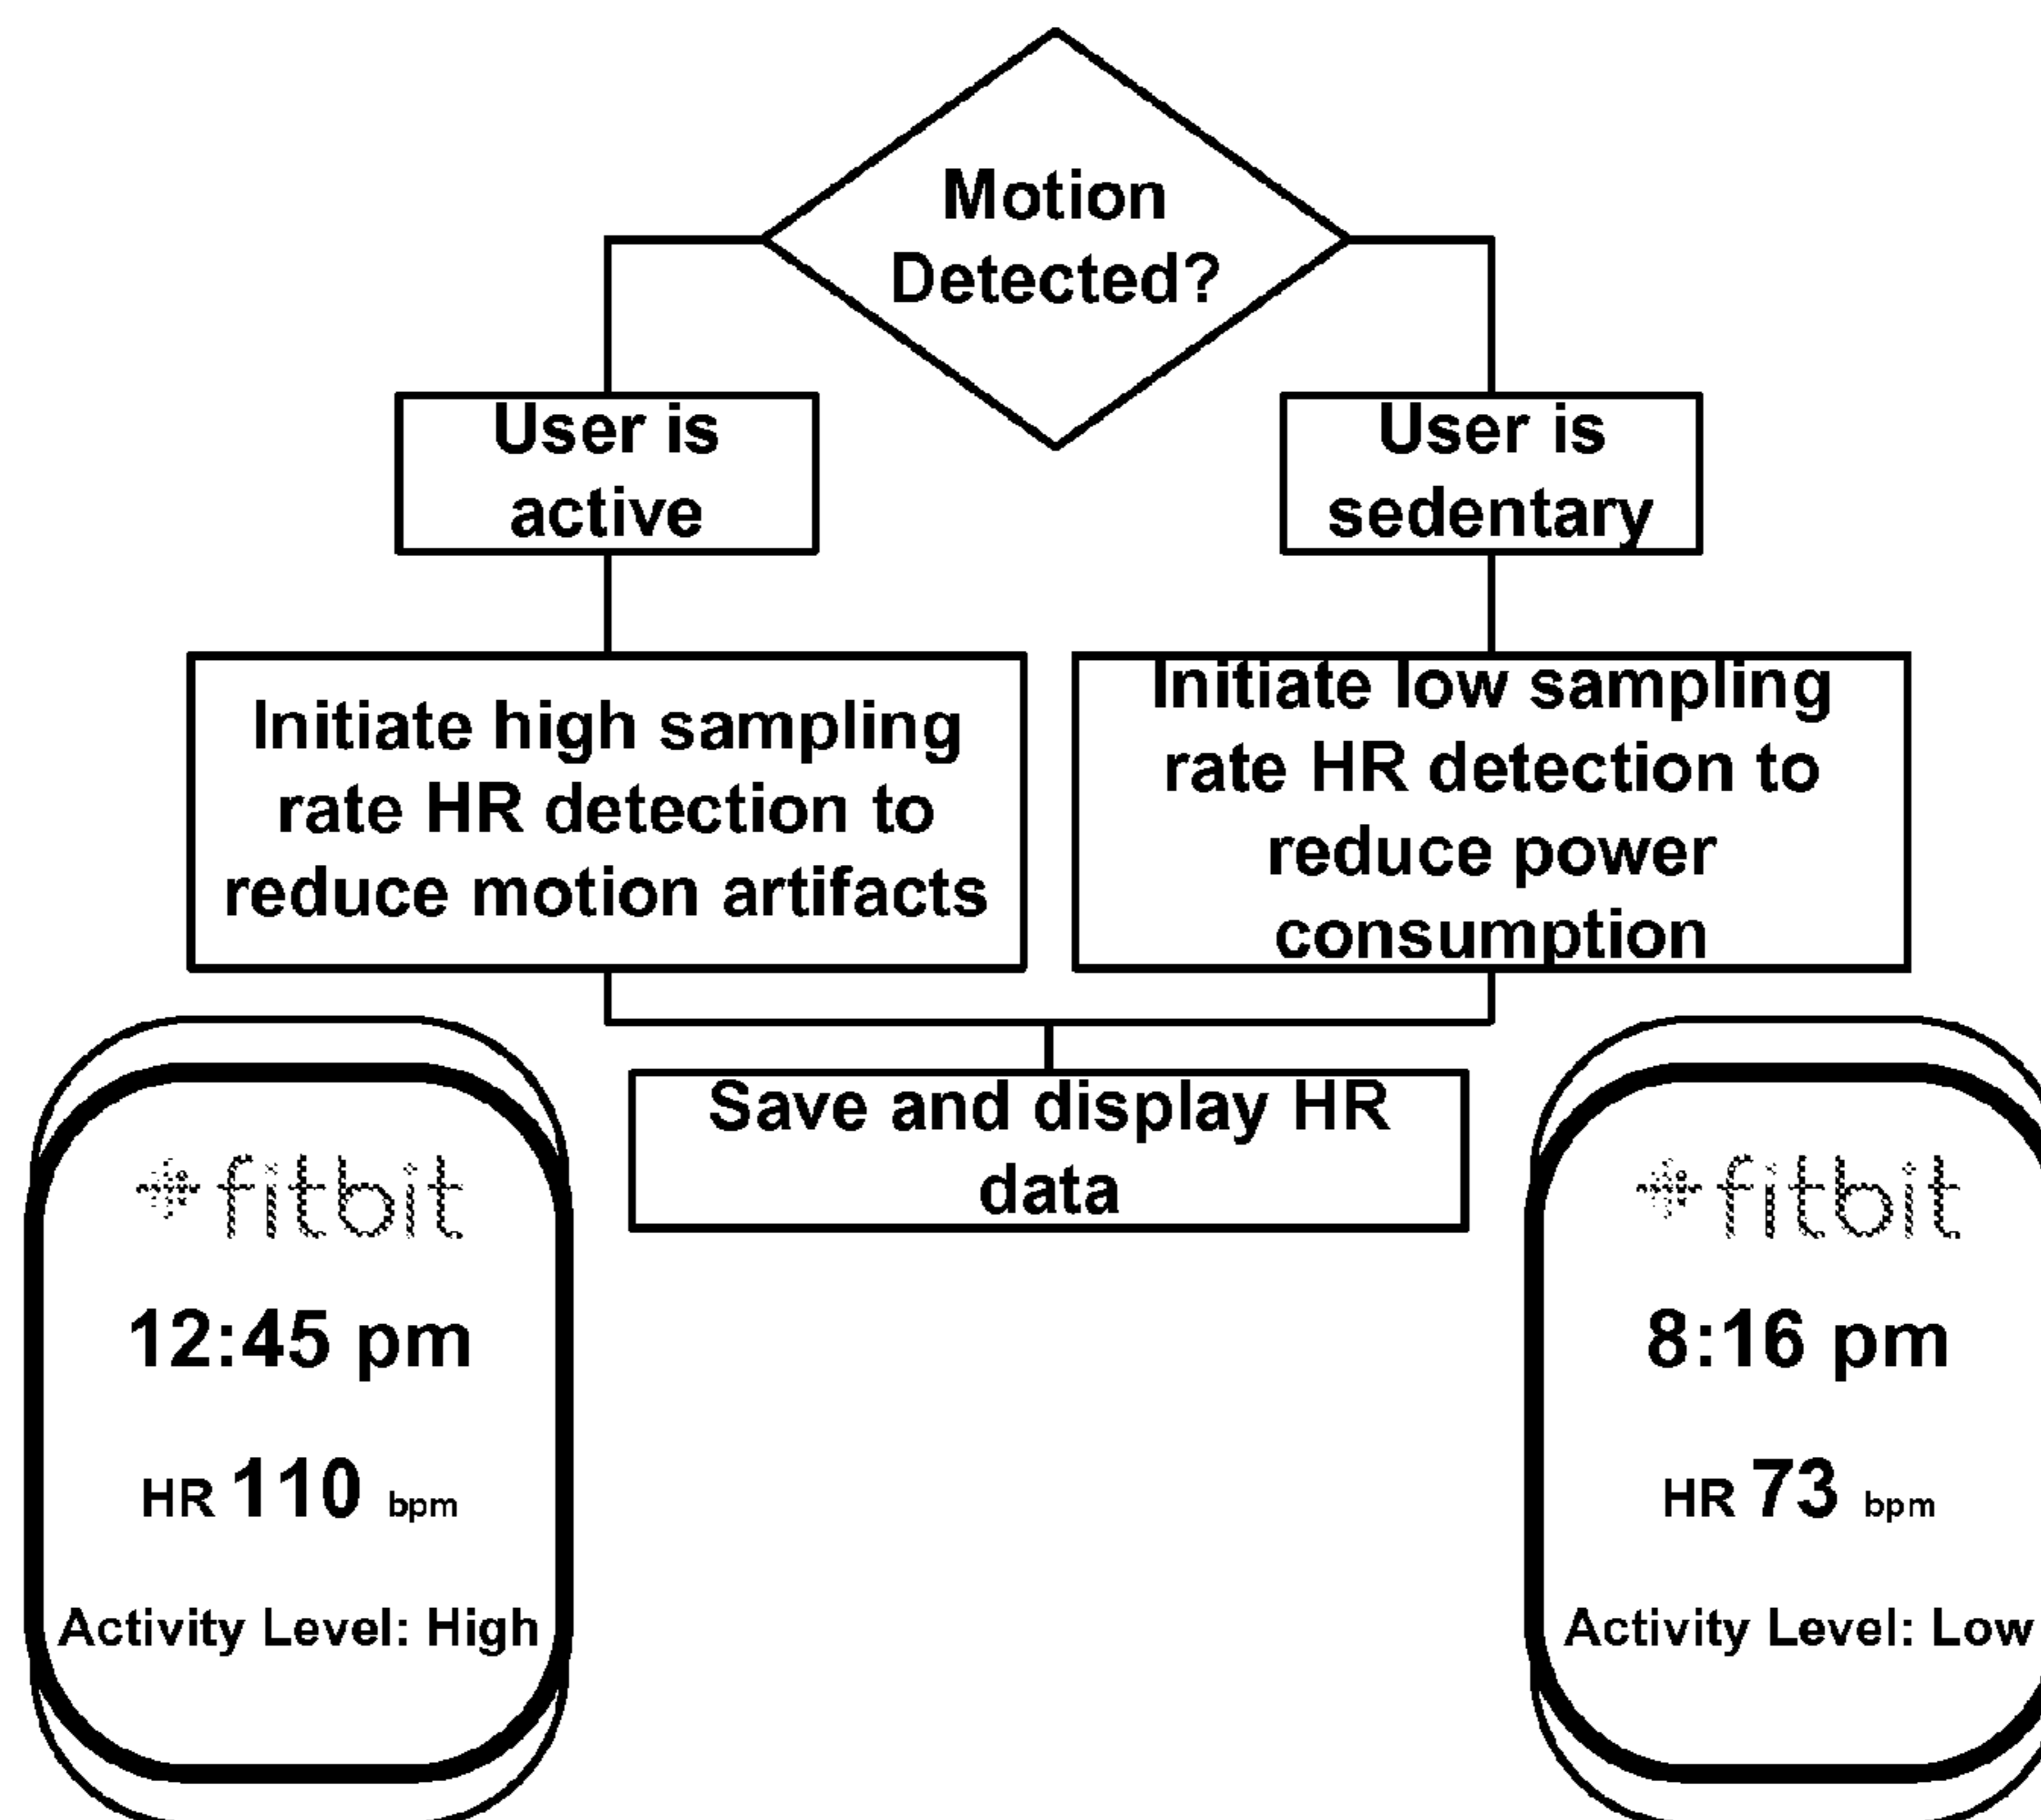 Motion
Detected?
User is
active
User is
sedentary
Initiate high sampling
rate HR detection to
reduce motion artifacts
Initiate low sampling
rate HR detection to
reduce power
consumption
Save and display HR
data
fitbit
12:45 pm
HR 110 bpm
Activity Level: High
fitbit
8:16 pm
HR 73 bpm
Activity Level: Low